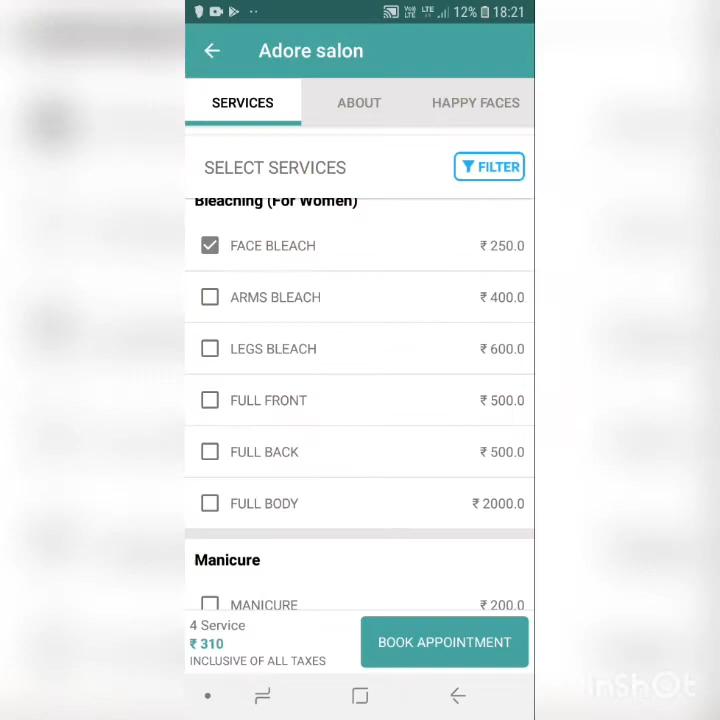 12% 18:21
Adore salon
SERVICES ABOUT HAPPY FACES
SELECT SERVICES FILTER
Bleaching (For Women)
FACE BLEACH ₹ 250.0
ARMS BLEACH ₹ 400.0
LEGS BLEACH ₹ 600.0
FULL FRONT ₹ 500.0
FULL BACK ₹ 500.0
FULL BODY ₹ 2000.0
Manicure
MANICURE ₹ 200.0
4 Service
₹ 310
INCLUSIVE OF ALL TAXES
BOOK APPOINTMENT
InShOt